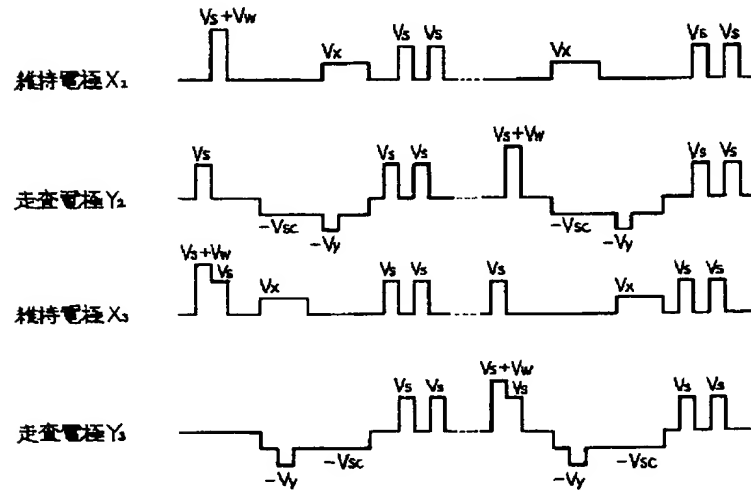 Vs+Vw
Vx Vs Vs Vx Vs Vs
維持電極X₂
Vs Vs Vs Vs+Vw Vs Vs
走査電極Y₂
-Vsc -Vy -Vsc -Vy
Vs+Vw Vs Vx Vs Vs Vs Vx Vs Vs
維持電極X₃
Vs Vs Vs+Vw Vs Vs Vs
走査電極Y₃
-Vy -Vsc -Vy -Vsc